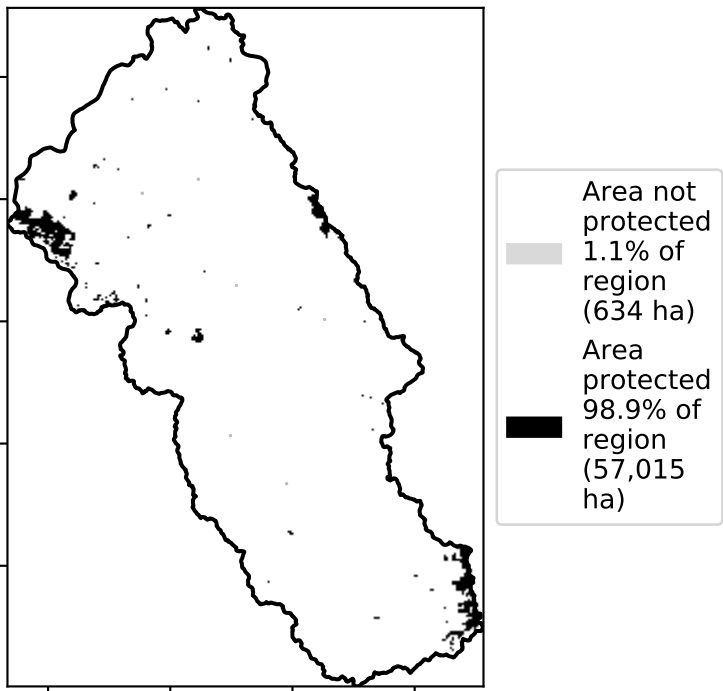 Area not
protected
1.1% of
region
(634 ha)
Area
protected
98.9% of
region
(57,015
ha)